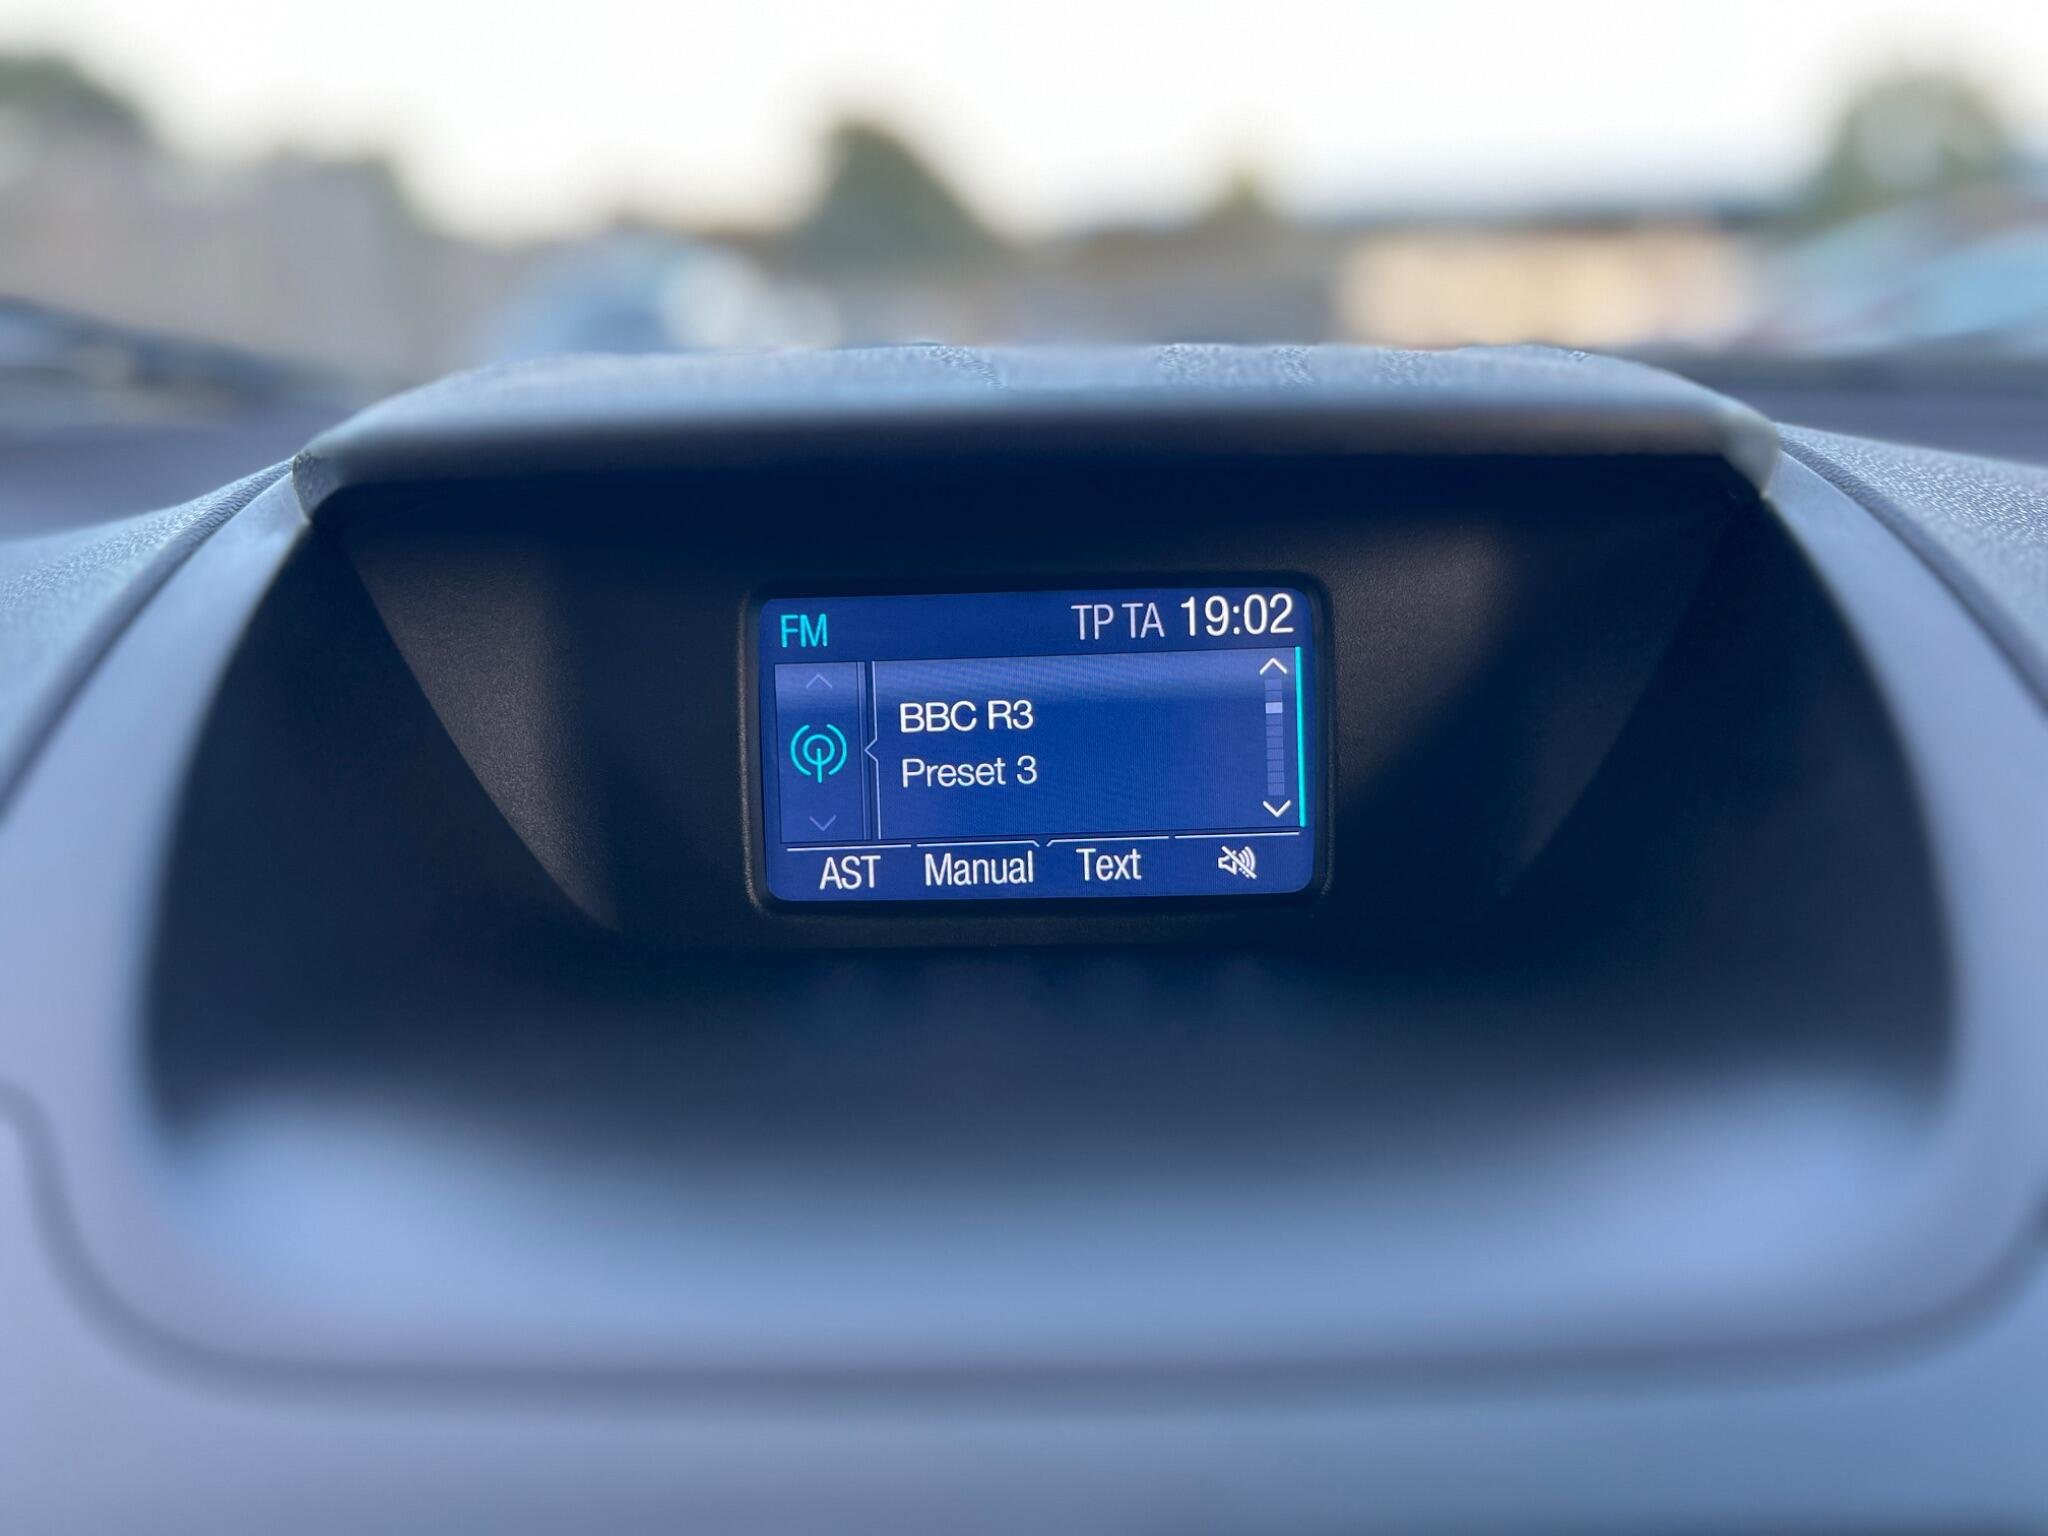 FM TP TA 19:02
BBC R3
Preset 3
AST Manual Text